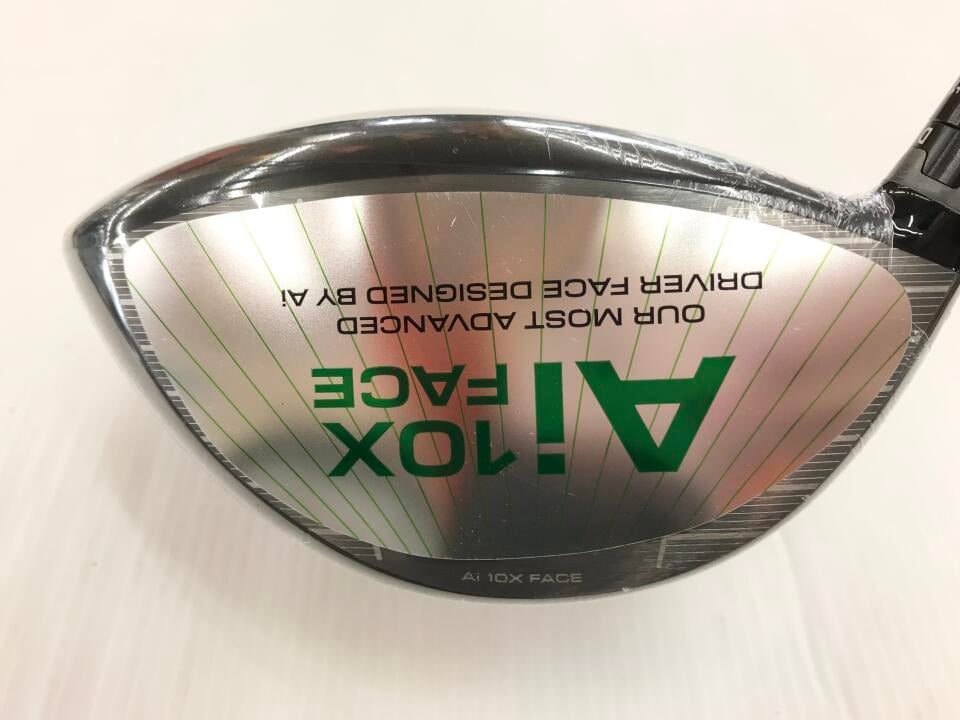 Ai 10X
FACE
OUR MOST ADVANCED
DRIVER FACE DESIGNED BY Ai
Ai 10X FACE